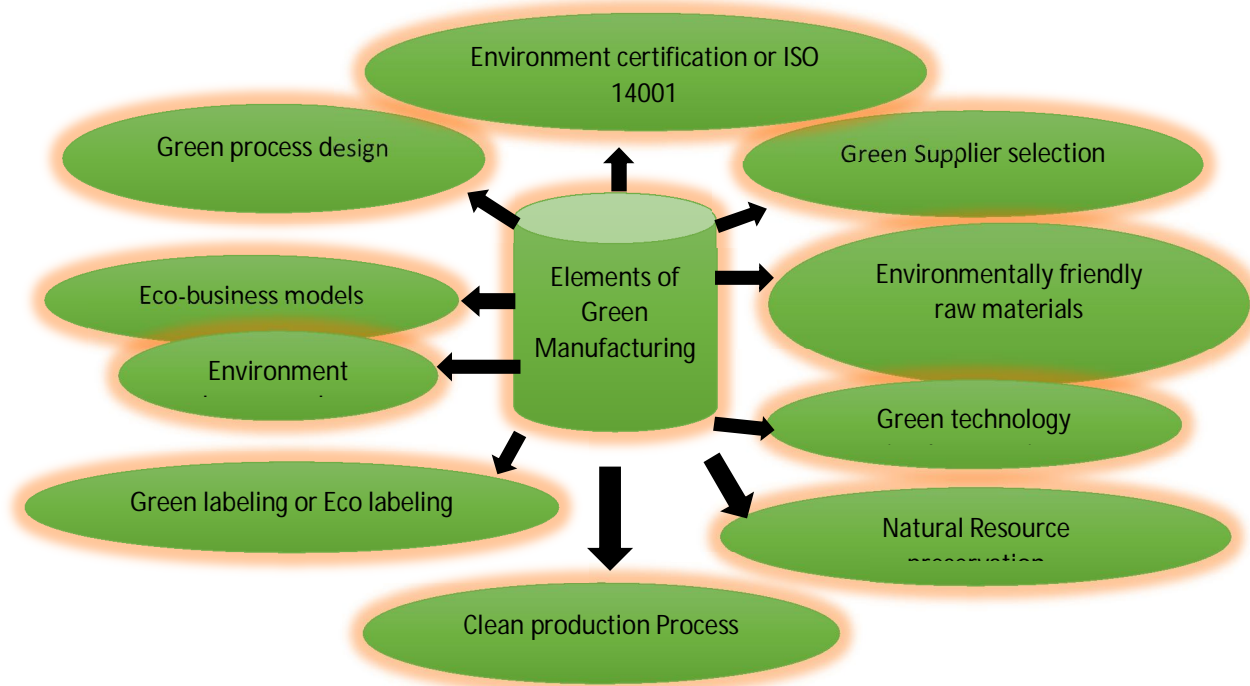 Environment certification or ISO
14001
Green process design
Green Supplier selection
Eco-business models
Elements of
Green
Manufacturing
Environmentally friendly
raw materials
Environment
Green technology
Green labeling or Eco labeling
Natural Resource
preservation
Clean production Process